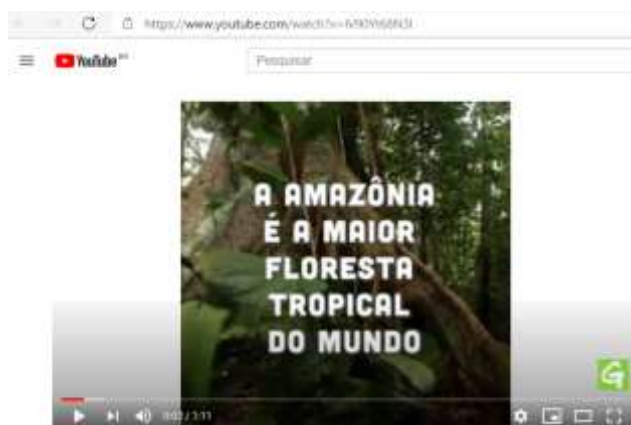 YouTube
Pesquisar
A AMAZÔNIA
É A MAIOR
FLORESTA
TROPICAL
DO MUNDO
G